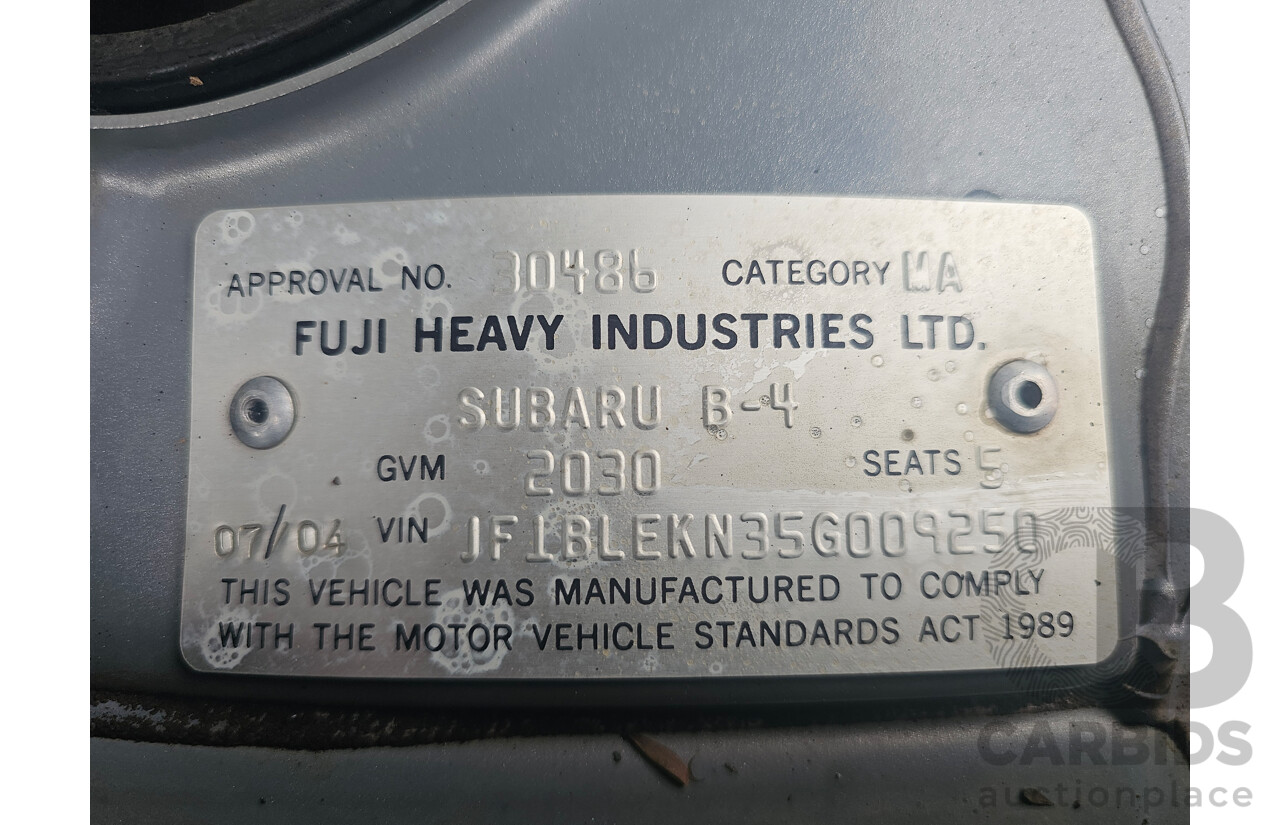 APPROVAL NO. 30486 CATEGORY MA
FUJI HEAVY INDUSTRIES LTD.
SUBARU B-4
GVM 2030 SEATS 5
07/04 VIN JF1BLEKN35G009250
THIS VEHICLE WAS MANUFACTURED TO COMPLY
WITH THE MOTOR VEHICLE STANDARDS ACT 1989
CARBIDS
auctionplace